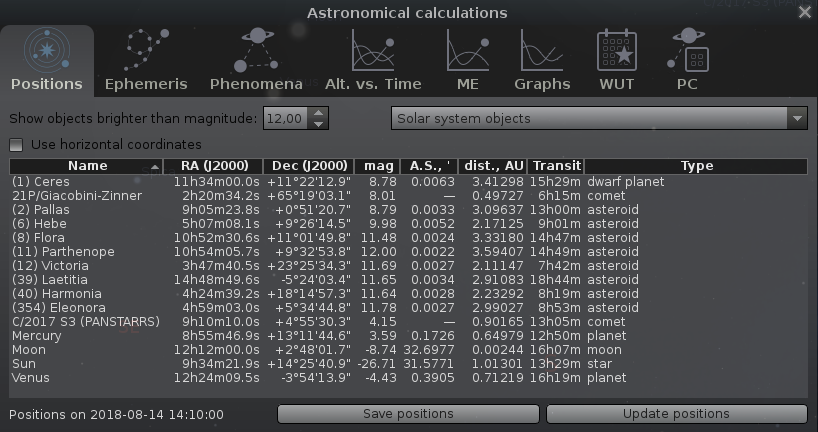 Astronomical calculations
Positions Ephemeris Phenomena Alt. vs. Time ME Graphs WUT PC
Show objects brighter than magnitude: 12,00 Solar system objects
Use horizontal coordinates
Name RA (J2000) Dec (J2000) mag A.S., ' dist., AU Transit Type
(1) Ceres 11h34m00.0s +11°22'12.9" 8.78 0.0063 3.41298 15h29m dwarf planet
21P/Giacobini-Zinner 2h20m34.2s +65°19'03.1" 8.01 — 0.49727 6h15m comet
(2) Pallas 9h05m23.8s +0°51'20.7" 8.79 0.0033 3.09637 13h00m asteroid
(6) Hebe 5h07m08.1s +9°26'14.5" 9.98 0.0052 2.17125 9h01m asteroid
(8) Flora 10h52m30.6s +11°01'49.8" 11.48 0.0024 3.33180 14h47m asteroid
(11) Parthenope 10h54m05.7s +9°32'53.8" 12.00 0.0022 3.59407 14h49m asteroid
(12) Victoria 3h47m40.5s +23°25'34.3" 11.69 0.0027 2.11147 7h42m asteroid
(39) Laetitia 14h48m49.6s -5°24'03.4" 11.65 0.0034 2.91083 18h44m asteroid
(40) Harmonia 4h24m39.2s +18°14'57.3" 11.64 0.0028 2.23292 8h19m asteroid
(354) Eleonora 4h59m03.0s +5°34'44.8" 11.78 0.0027 2.99027 8h53m asteroid
C/2017 S3 (PANSTARRS) 9h10m10.0s +4°55'30.3" 4.15 — 0.90165 13h05m comet
Mercury 8h55m46.9s +13°11'44.6" 3.59 0.1726 0.64979 12h50m planet
Moon 12h12m00.0s +2°48'01.7" -8.74 32.6977 0.00244 16h07m moon
Sun 9h34m21.9s +14°25'40.9" -26.71 31.5771 1.01301 13h29m star
Venus 12h24m09.5s -3°54'13.9" -4.43 0.3905 0.71219 16h19m planet
Positions on 2018-08-14 14:10:00 Save positions Update positions